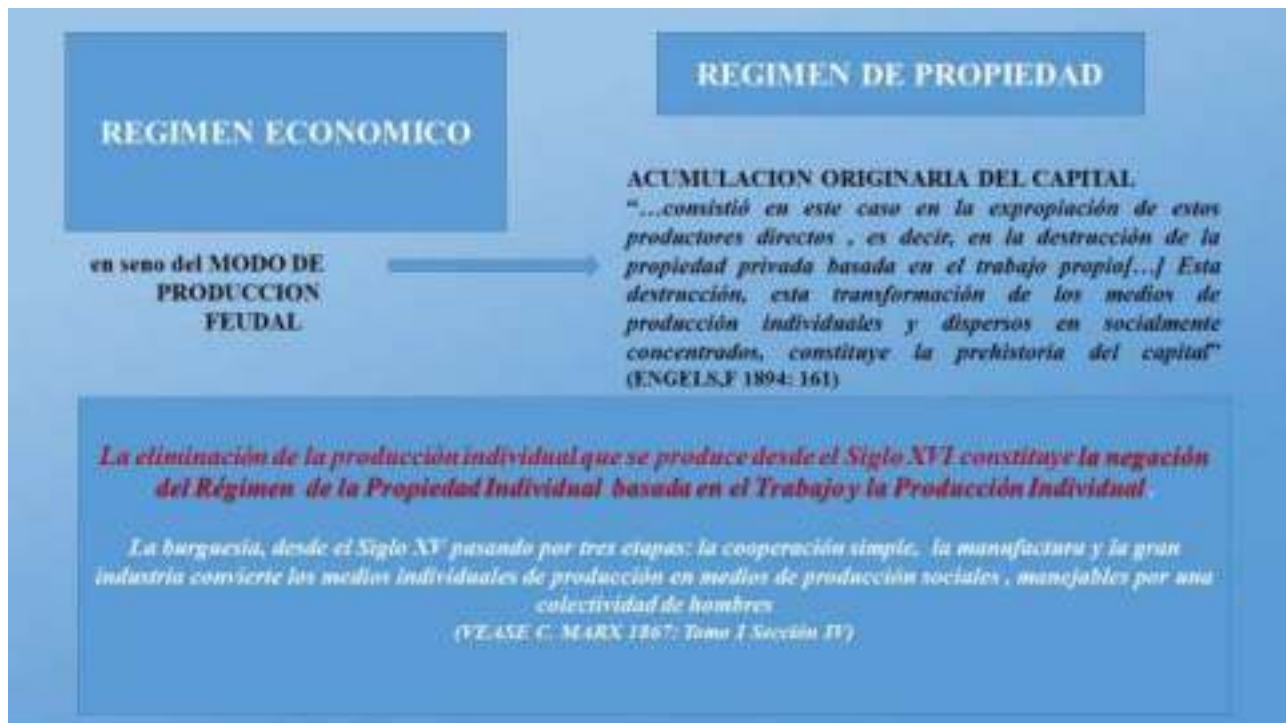 REGIMEN ECONOMICO
en seno del MODO DE
PRODUCCION
FEUDAL
REGIMEN DE PROPIEDAD
ACUMULACION ORIGINARIA DEL CAPITAL
“…consistió en este caso en la expropiación de estos
productores directos , es decir, en la destrucción de la
propiedad privada basada en el trabajo propio[…] Esta
destrucción, esta transformación de los medios de
producción individuales y dispersos en socialmente
concentrados, constituye la prehistoria del capital”
(ENGELS,F 1894: 161)
La eliminación de la producción individual que se produce desde el Siglo XVI constituye la negación
del Régimen de la Propiedad Individual basada en el Trabajo y la Producción Individual .
La burguesía, desde el Siglo XV pasando por tres etapas: la cooperación simple, la manufactura y la gran
industria convierte los medios individuales de producción en medios de producción sociales , manejables por una
colectividad de hombres
(VEASE C. MARX 1867: Tomo I Sección IV)